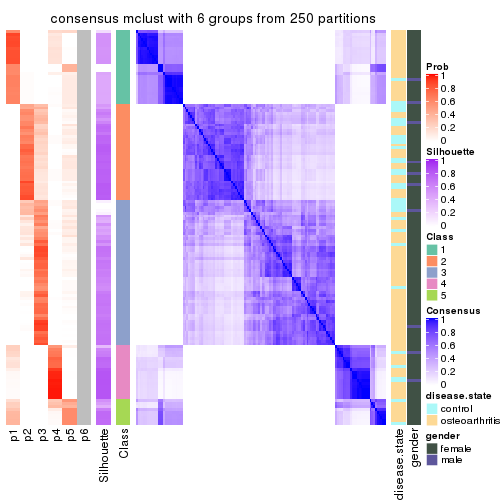 consensus mclust with 6 groups from 250 partitions
p1
p2
p3
p4
p5
p6
Silhouette
Class
disease.state
gender
Prob
1
0.8
0.6
0.4
0.2
0
Silhouette
1
0.8
0.6
0.4
0.2
0
Class
1
2
3
4
5
Consensus
1
0.8
0.6
0.4
0.2
0
disease.state
control
osteoarthritis
gender
female
male